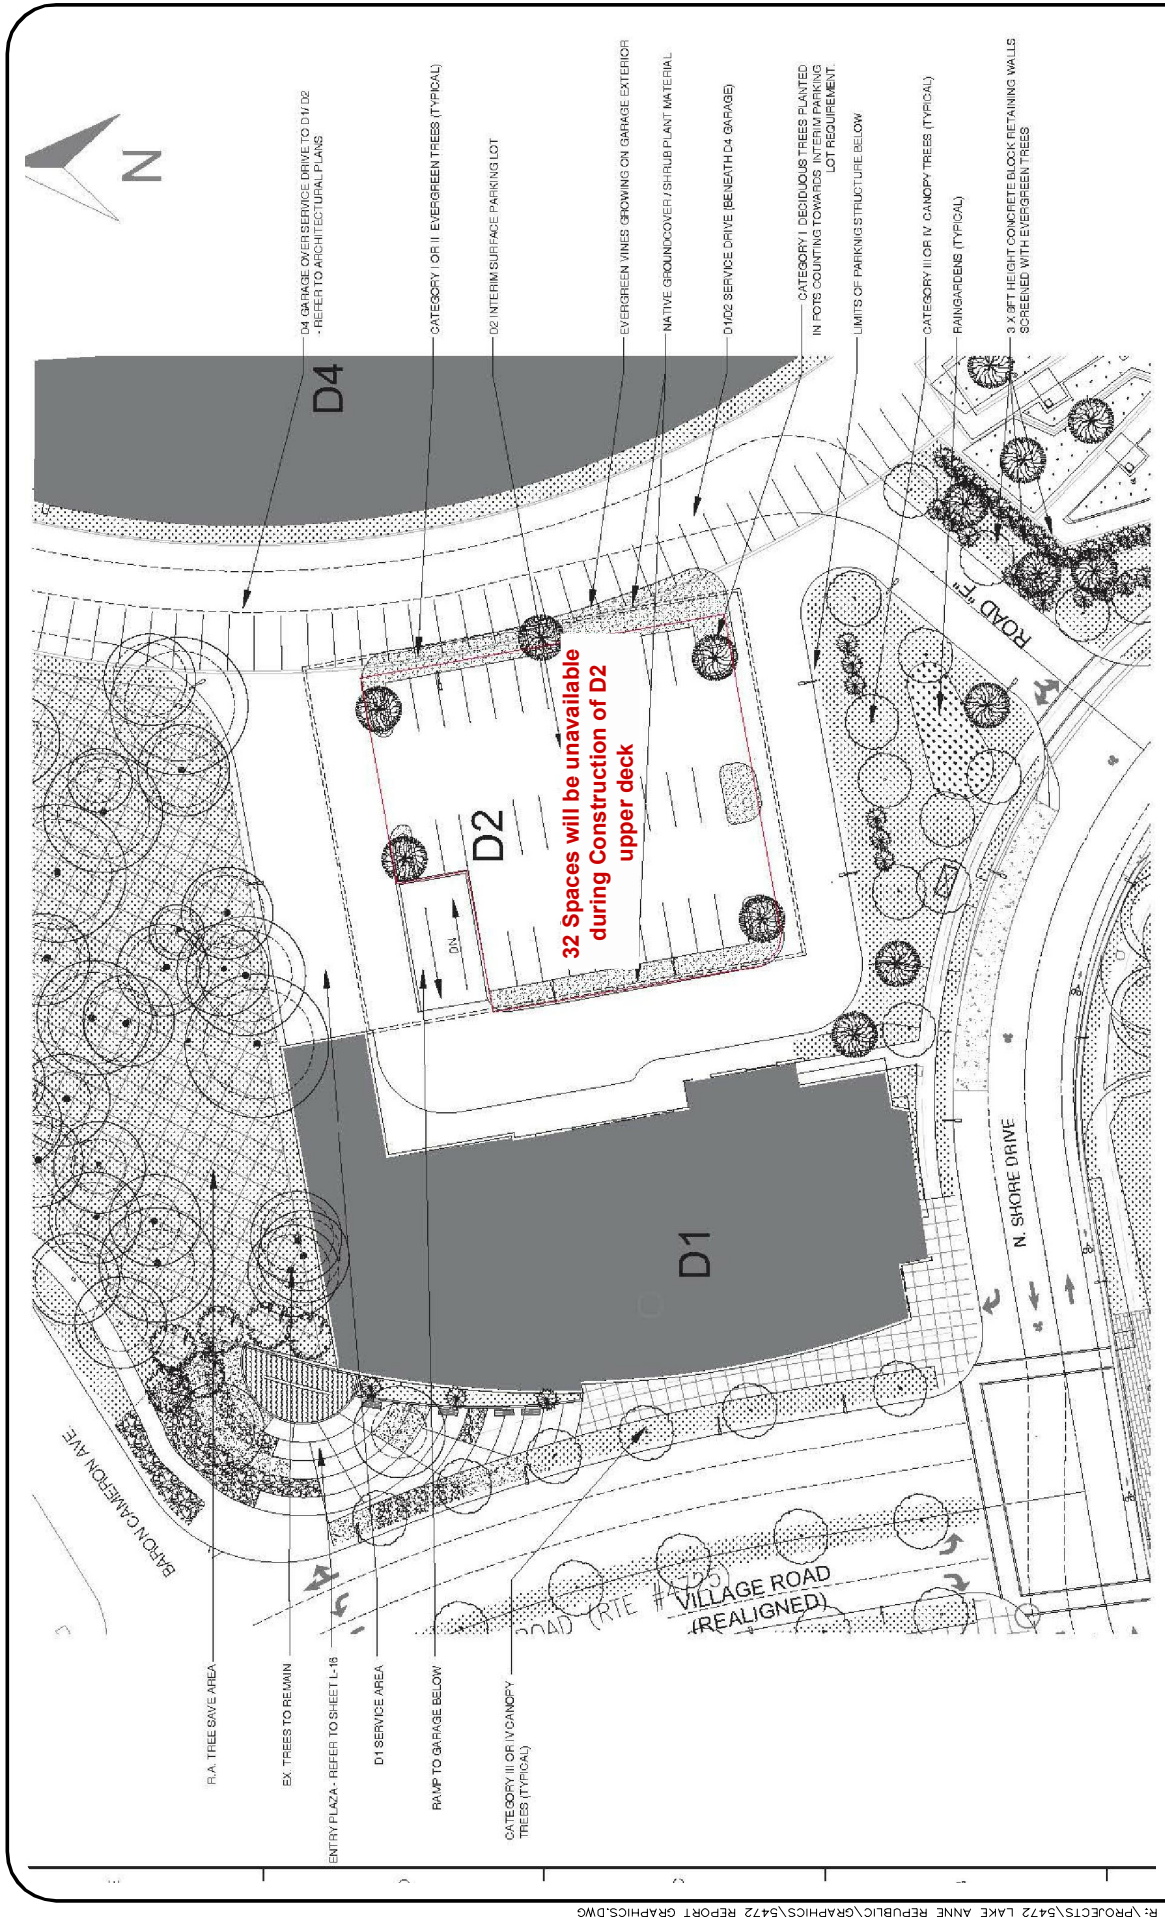 N
D4 GARAGE OVER SERVICE DRIVE TO D1/ D2
- REFER TO ARCHITECTURAL PLANS
CATEGORY I OR II EVERGREEN TREES (TYPICAL)
D2 INTERIM SURFACE PARKING LOT
EVERGREEN VINES GROWING ON GARAGE EXTERIOR
NATIVE GROUNDCOVER / SHRUB PLANT MATERIAL
D1/D2 SERVICE DRIVE (BENEATH D4 GARAGE)
CATEGORY I DECIDUOUS TREES PLANTED
IN POTS COUNTING TOWARDS INTERIM PARKING
LOT REQUIREMENT.
LIMITS OF PARKNIG STRUCTURE BELOW
CATEGORY III OR IV CANOPY TREES (TYPICAL)
RAINGARDENS (TYPICAL)
3 X 8FT HEIGHT CONCRETE BLOCK RETAINING WALLS
SCREENED WITH EVERGREEN TREES
D4
D2
DN
32 Spaces will be unavailable
during Construction of D2
upper deck
ROAD "E"
D1
N. SHORE DRIVE
BARON CAMERON AVE
ROAD (RTE #
VILLAGE ROAD
(REALIGNED)
R.A. TREE SAVE AREA
EX. TREES TO REMAIN
ENTRY PLAZA - REFER TO SHEET L-16
D1 SERVICE AREA
RAMP TO GARAGE BELOW
CATEGORY III OR IV CANOPY
TREES (TYPICAL)
R:\PROJECTS\5472 LAKE ANNE REPUBLIC\GRAPHICS\5472 REPORT GRAPHICS.DWG